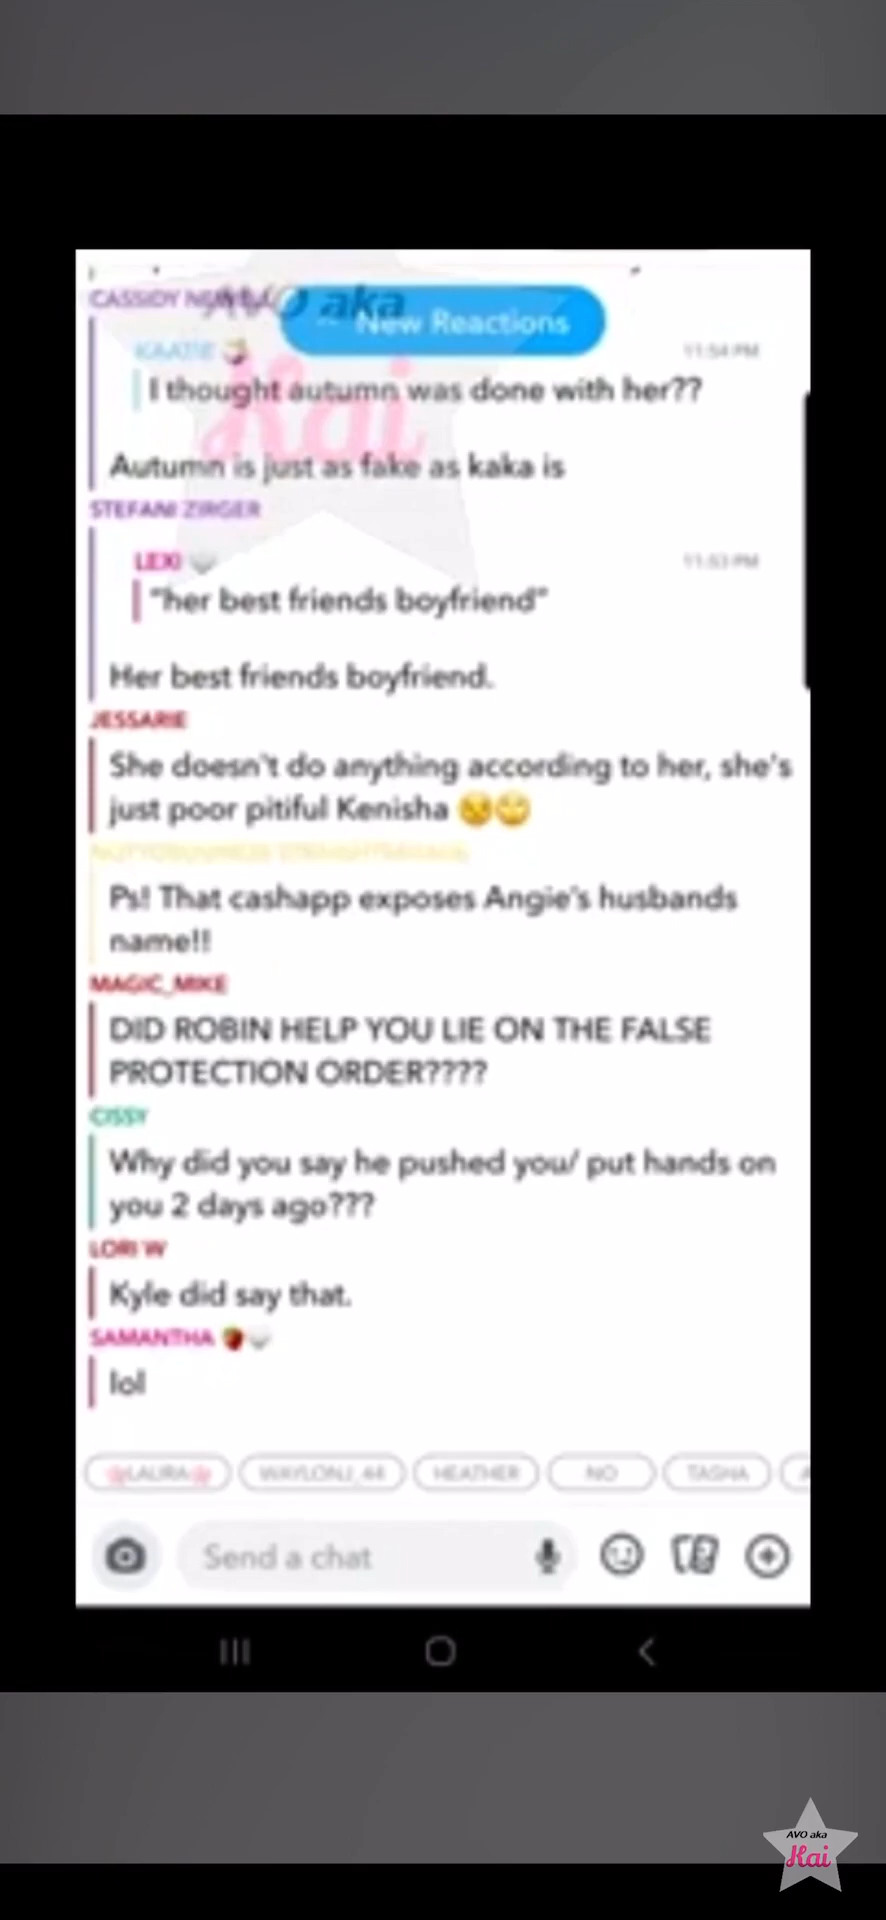 AVO aka
Kai
CASSIDY
New Reactions
KAATIE 11:54 PM
I thought autumn was done with her??
Autumn is just as fake as kaka is
STEFANI ZIRGER
LEXI 🤍 11:53 PM
"her best friends boyfriend"
Her best friends boyfriend.
JESSARIE
She doesn't do anything according to her, she's
just poor pitiful Kenisha 😒🙄
Ps! That cashapp exposes Angie's husbands
name!!
MAGIC_MIKE
DID ROBIN HELP YOU LIE ON THE FALSE
PROTECTION ORDER????
CISSY
Why did you say he pushed you/ put hands on
you 2 days ago???
LORI W
Kyle did say that.
SAMANTHA
lol
LAURA WAYLONJ_44 HEATHER NO TASHA
Send a chat
AVO aka
Kai